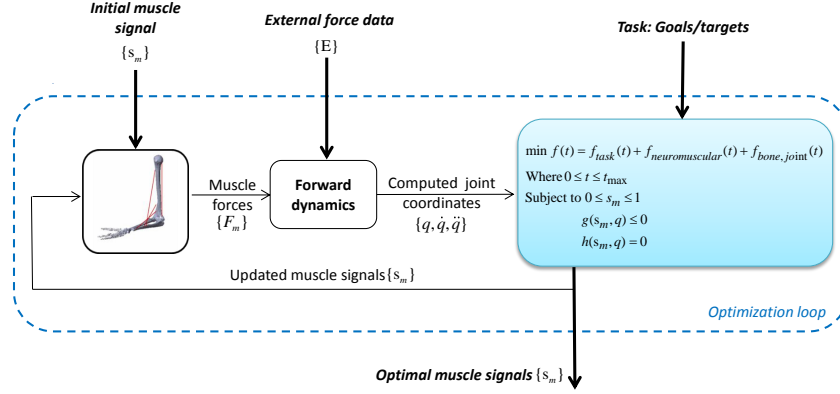 Initial muscle
signal
{s_m}
External force data
{E}
Task: Goals/targets
Muscle
forces
{F_m}
Forward
dynamics
Computed joint
coordinates
{q, q̇, q̈}
min f(t) = f_task(t) + f_neuromuscular(t) + f_bone, joint(t)
Where 0 ≤ t ≤ t_max
Subject to 0 ≤ s_m ≤ 1
g(s_m, q) ≤ 0
h(s_m, q) = 0
Updated muscle signals {s_m}
Optimization loop
Optimal muscle signals {s_m}